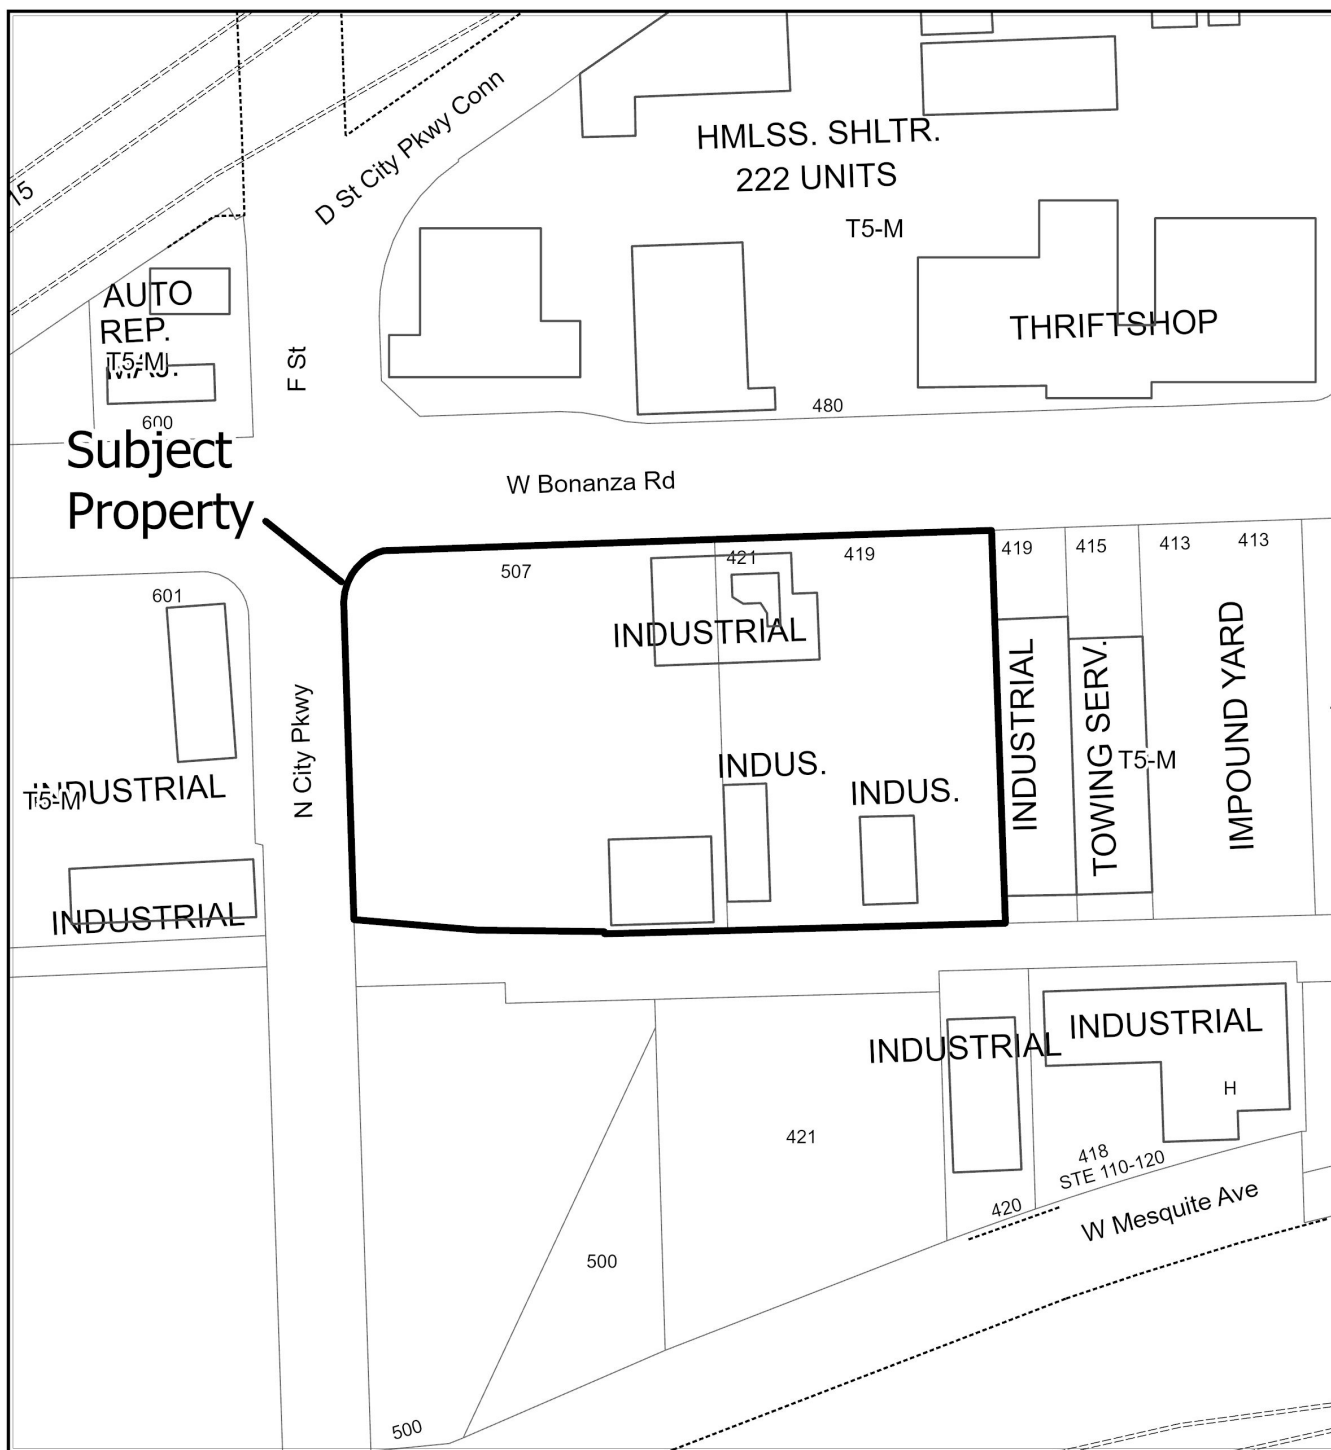 D St City Pkwy Conn
HMLSS. SHLTR.
222 UNITS
T5-M
15
AUTO
REP.
MAJ.
T5-M
600
F St
THRIFTSHOP
480
Subject
Property
W Bonanza Rd
507
421
419
419
415
413
413
601
INDUSTRIAL
N City Pkwy
INDUS.
INDUS.
INDUSTRIAL
TOWING SERV.
T5-M
IMPOUND YARD
INDUSTRIAL
T5-M
INDUSTRIAL
INDUSTRIAL
INDUSTRIAL
H
421
418
STE 110-120
420
W Mesquite Ave
500
500